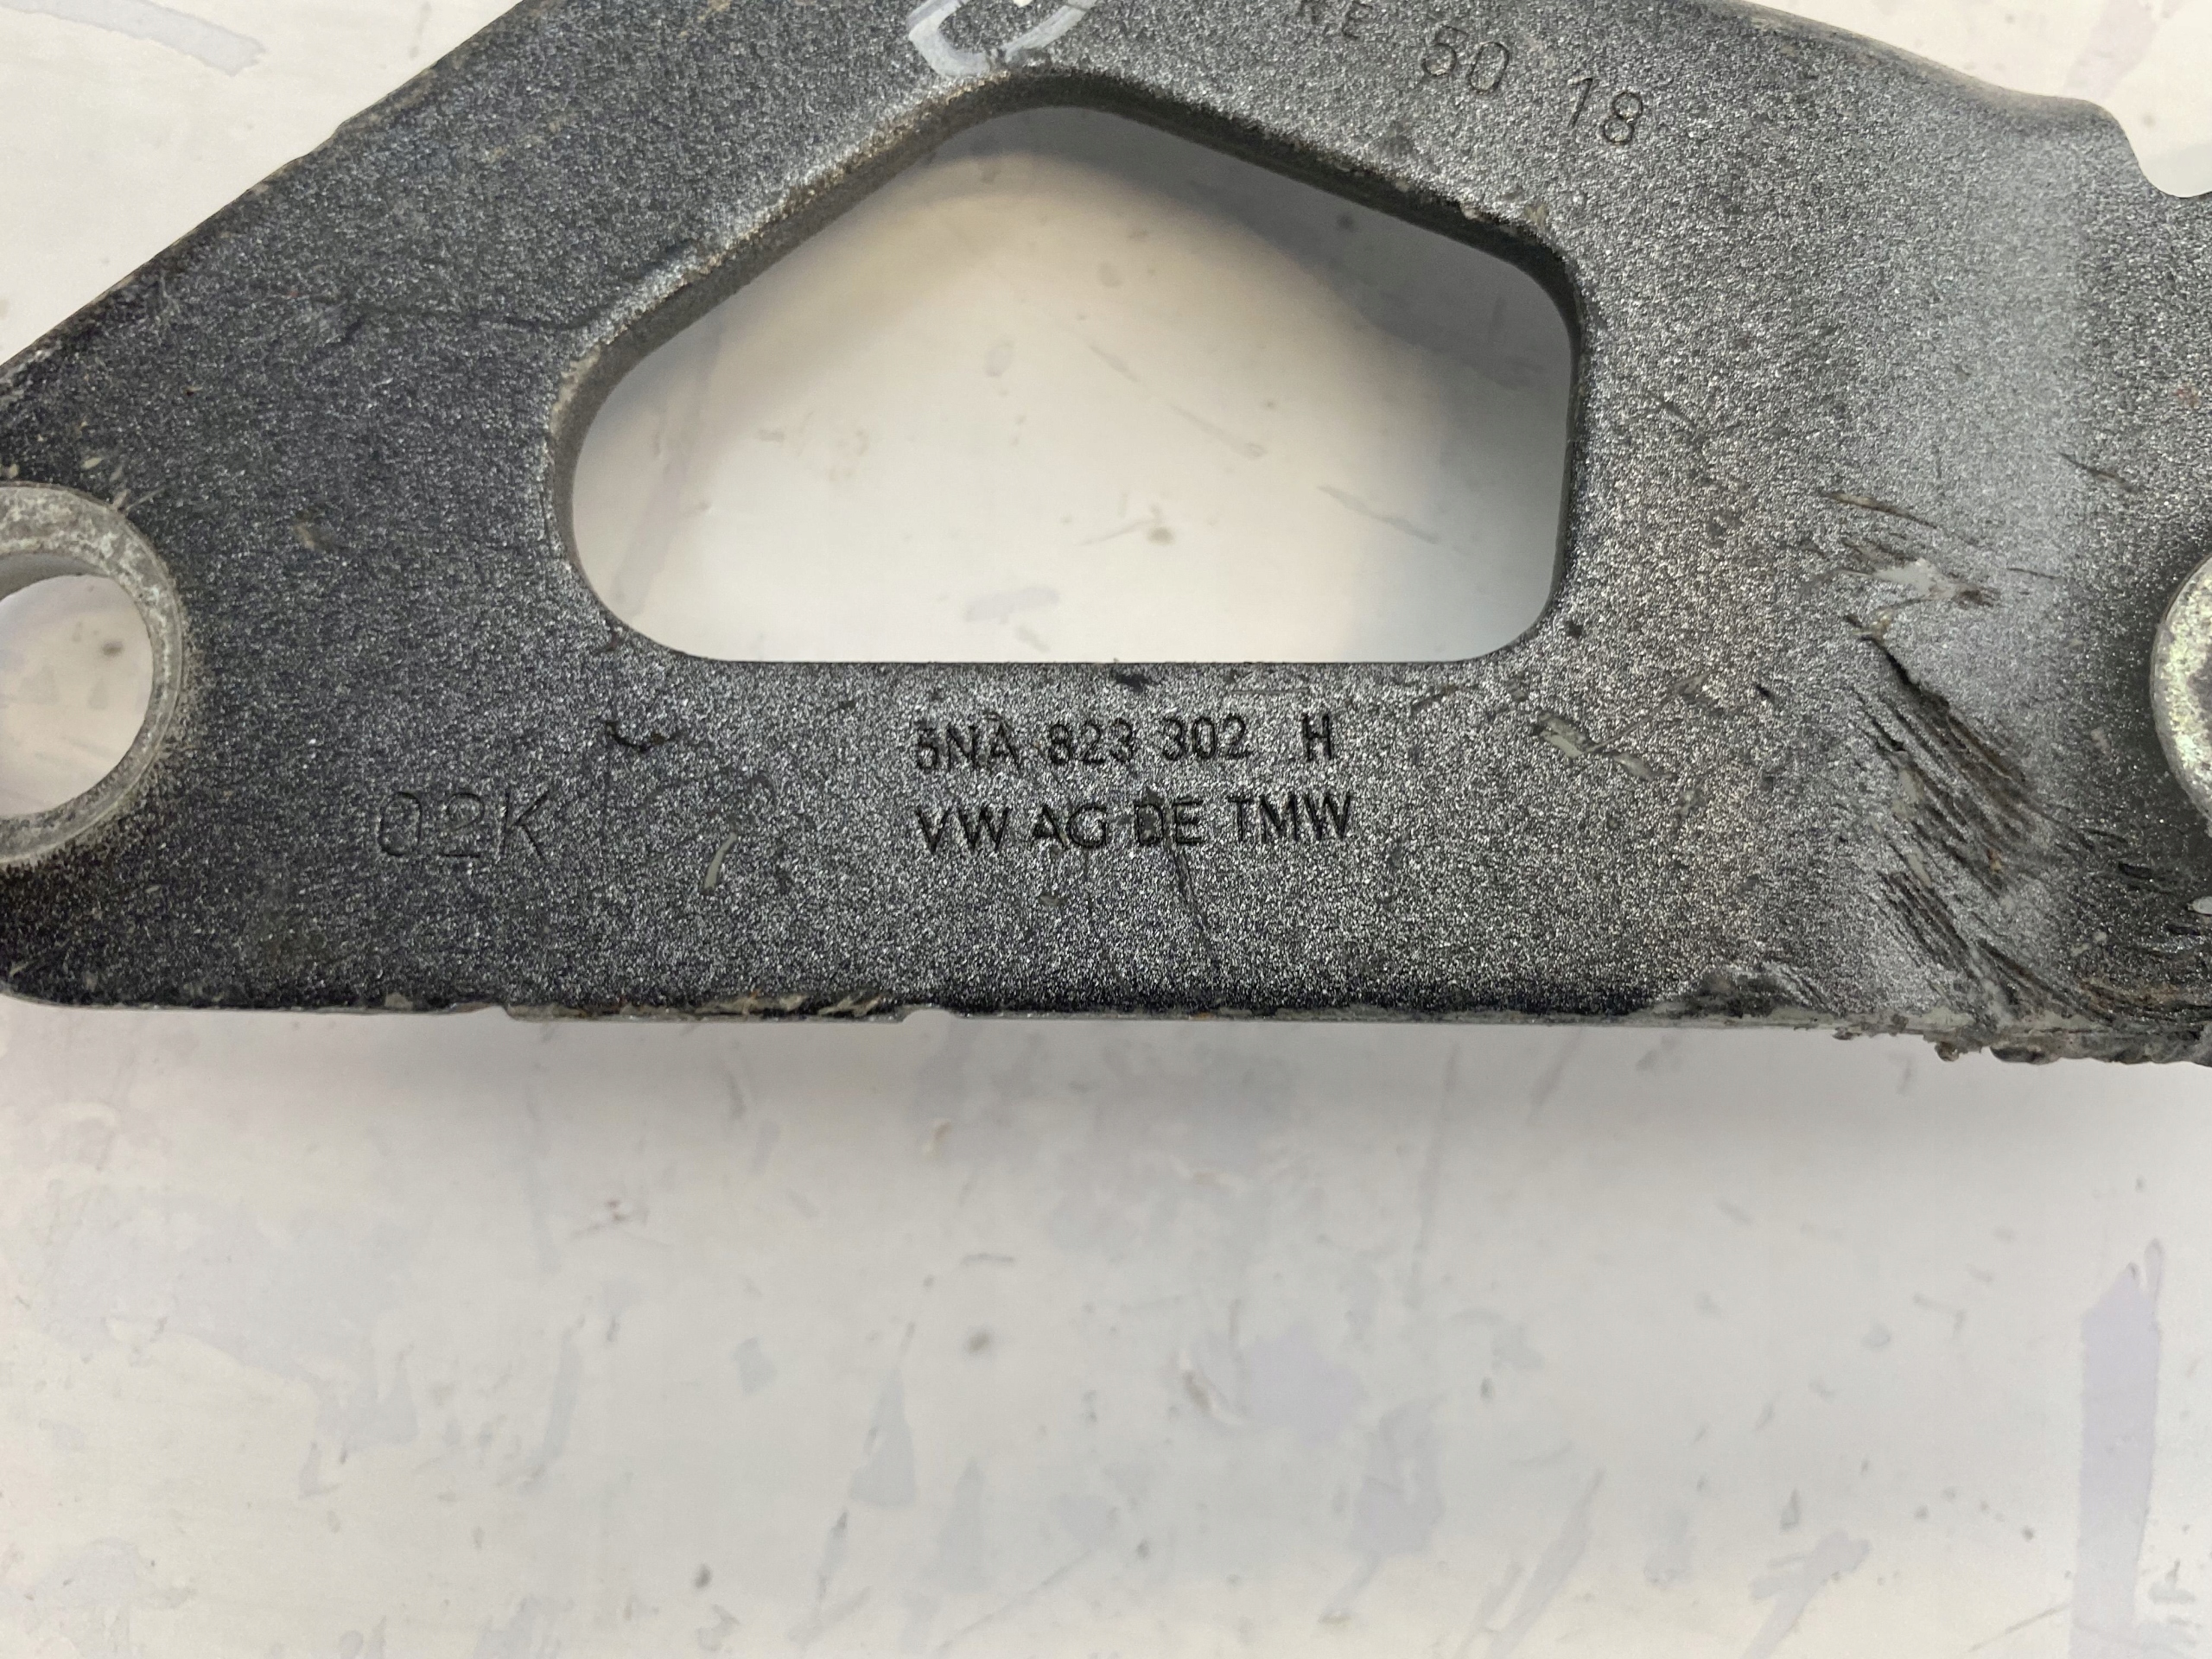 50 18
5NA 823 302 H
VW AG DE TMW
02K